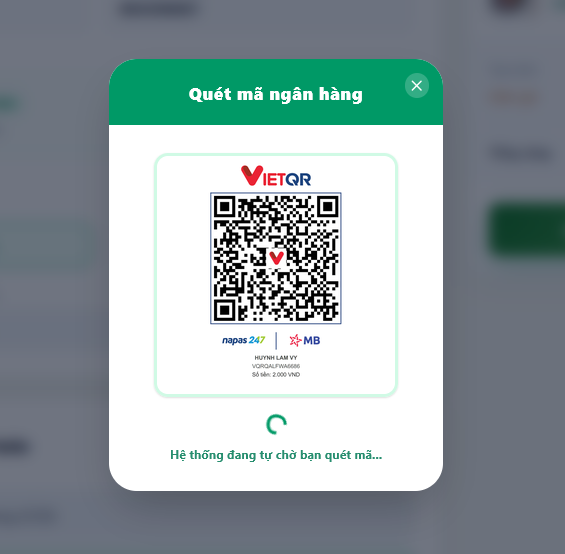 Quét mã ngân hàng
VIETQR
napas 247 | MB
HUYNH LAM VY
VQRQALFWA6686
Số tiền: 2.000 VND
Hệ thống đang tự chờ bạn quét mã...